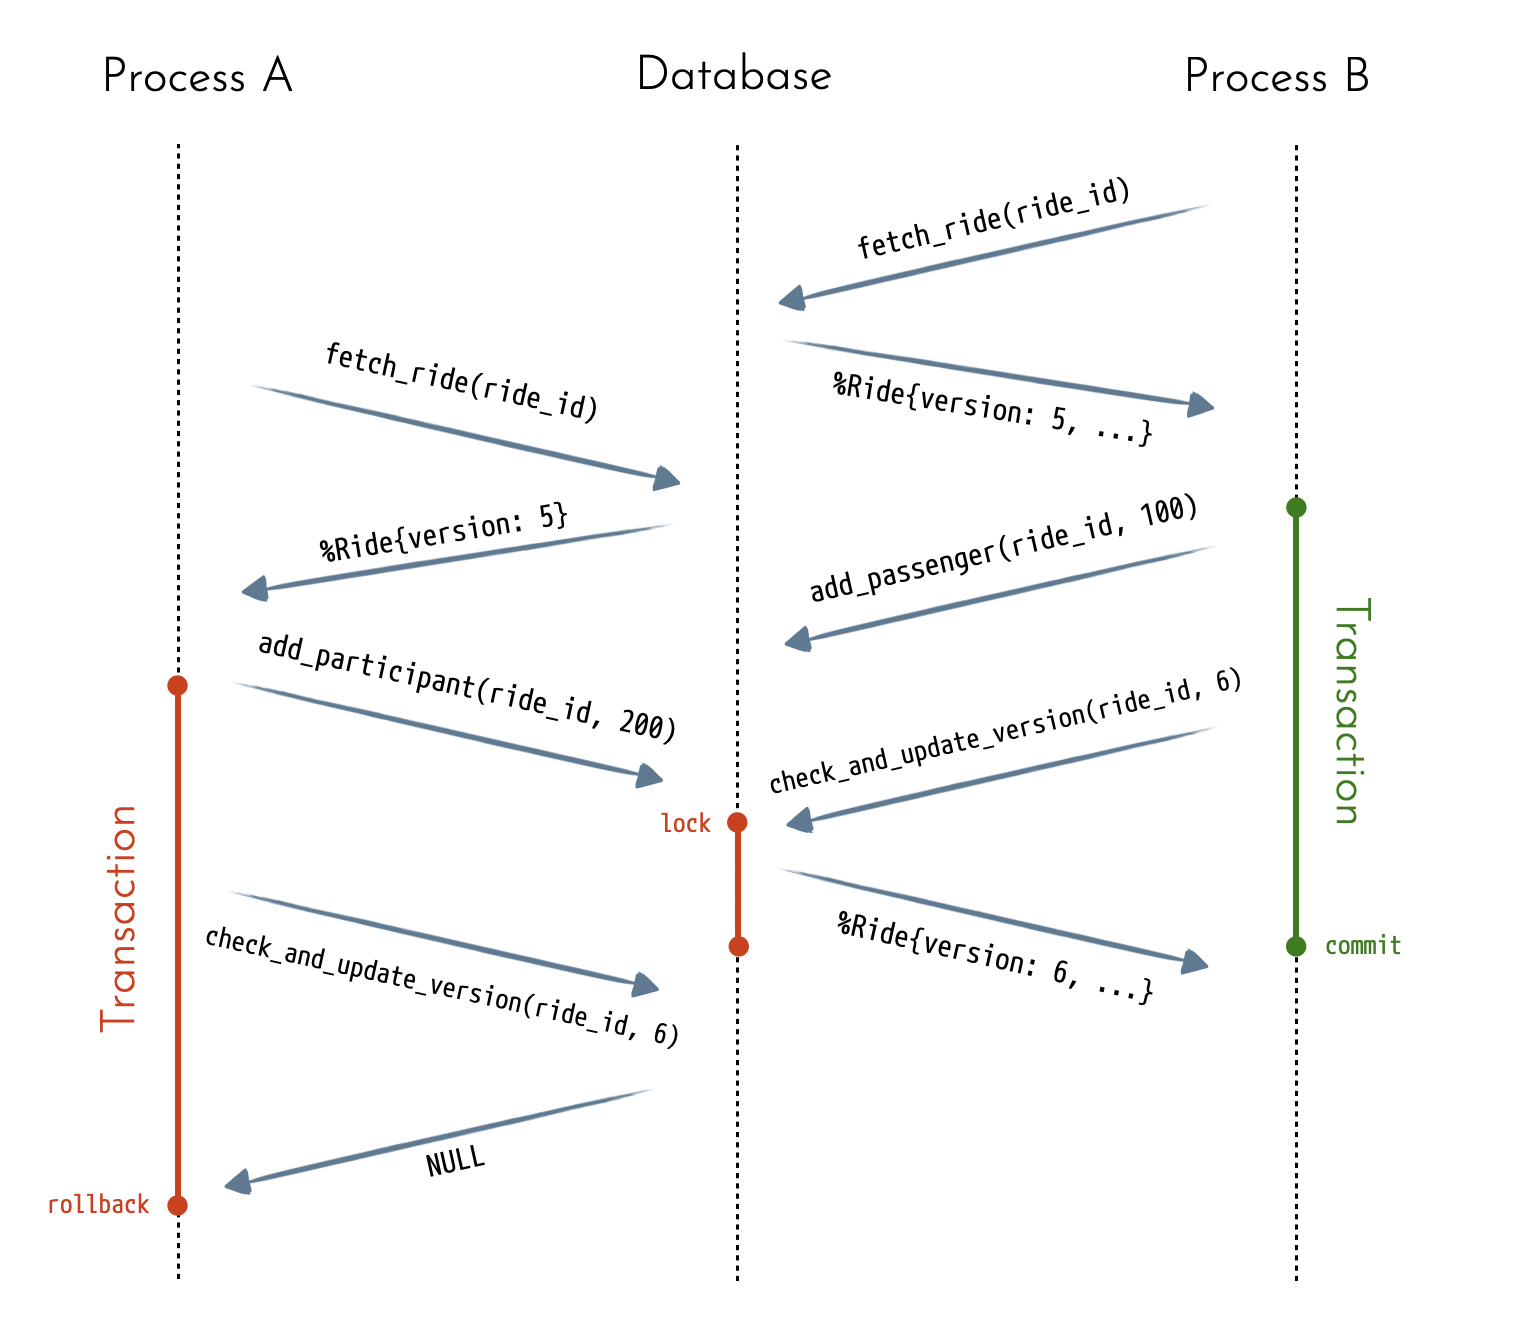 Process A
Database
Process B
fetch_ride(ride_id)
%Ride{version: 5, ...}
fetch_ride(ride_id)
%Ride{version: 5}
add_passenger(ride_id, 100)
add_participant(ride_id, 200)
check_and_update_version(ride_id, 6)
Transaction
lock
%Ride{version: 6, ...}
commit
Transaction
check_and_update_version(ride_id, 6)
NULL
rollback